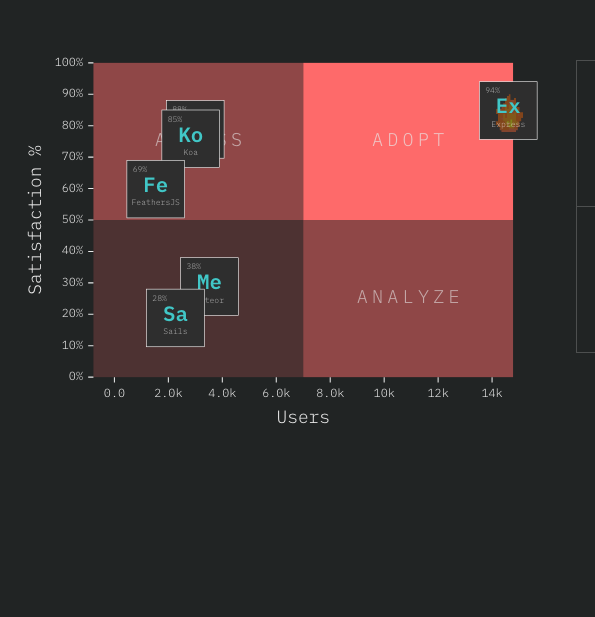 100%
90%
80%
70%
60%
50%
40%
30%
20%
10%
0%
Satisfaction %
0.0
2.0k
4.0k
6.0k
8.0k
10k
12k
14k
Users
ADOPT
ANALYZE
94%
Ex
Express
85%
Ko
Koa
69%
Fe
FeathersJS
38%
Me
teor
28%
Sa
Sails